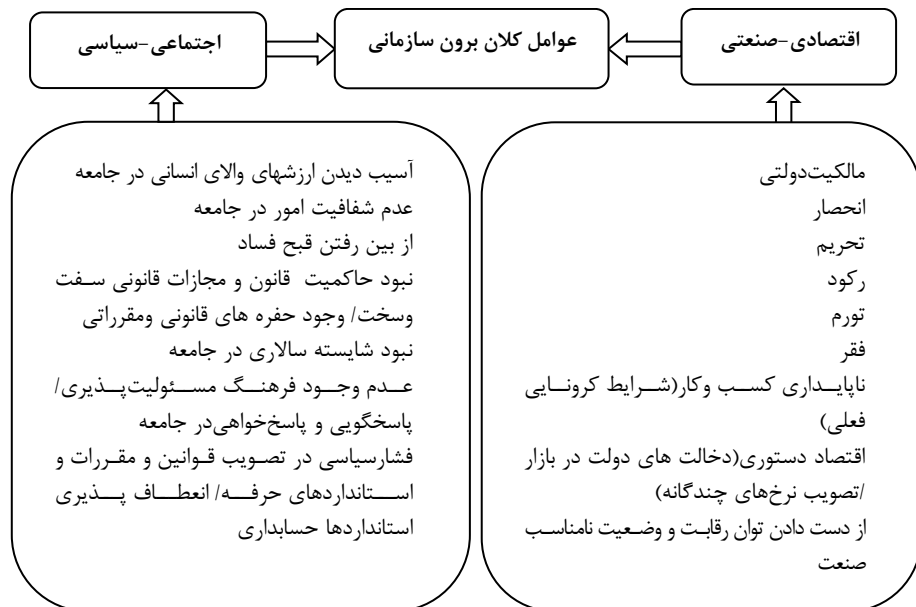 اقتصادی-صنعتی
عوامل کلان برون سازمانی
اجتماعی-سیاسی
مالکیت‌دولتی
انحصار
تحریم
رکود
تورم
فقر
ناپایداری کسب وکار(شرایط کرونایی
فعلی)
اقتصاد دستوری(دخالت های دولت در بازار
/تصویب نرخ‌های چندگانه)
از دست دادن توان رقابت و وضعیت نامناسب
صنعت
آسیب دیدن ارزشهای والای انسانی در جامعه
عدم شفافیت امور در جامعه
از بین رفتن قبح فساد
نبود حاکمیت قانون و مجازات قانونی سفت
وسخت/ وجود حفره های قانونی ومقرراتی
نبود شایسته سالاری در جامعه
عدم وجود فرهنگ مسئولیت‌پذیری/
پاسخگویی و پاسخ‌خواهی‌در جامعه
فشارسیاسی در تصویب قوانین و مقررات و
استانداردهای حرفه/ انعطاف پذیری
استانداردها حسابداری